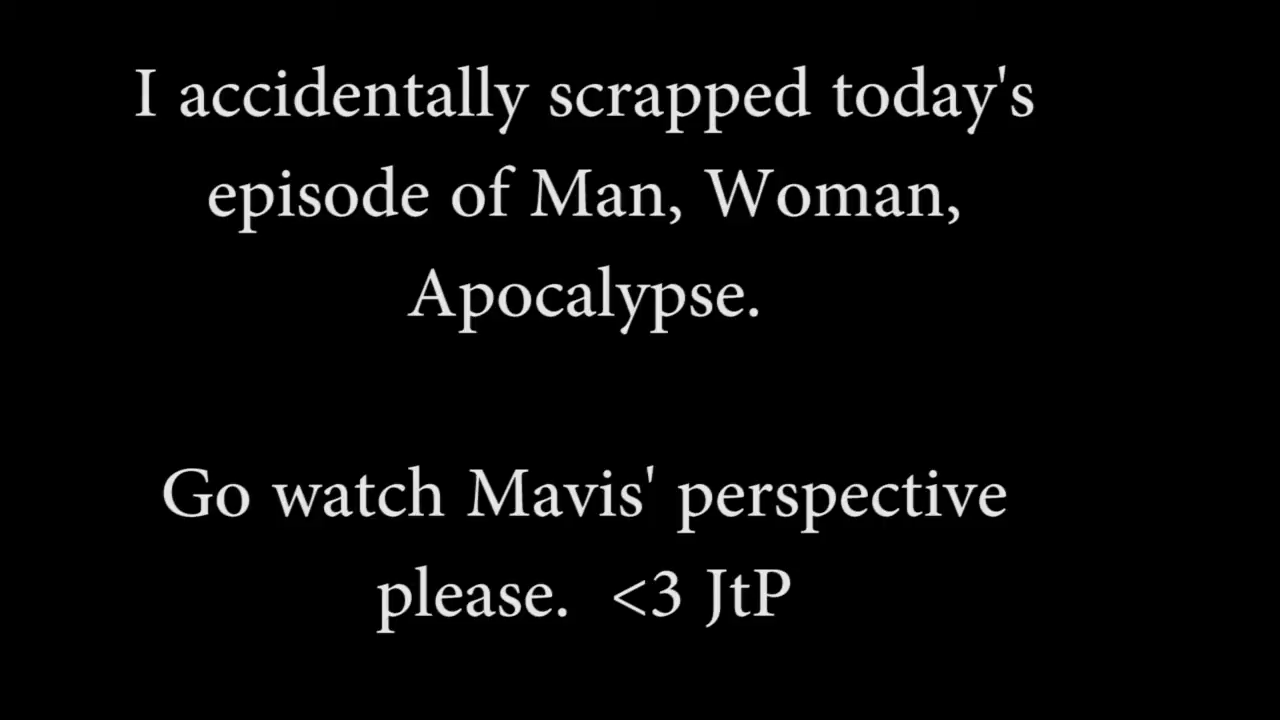 I accidentally scrapped today's
episode of Man, Woman,
Apocalypse.
Go watch Mavis' perspective
please.  <3 JtP